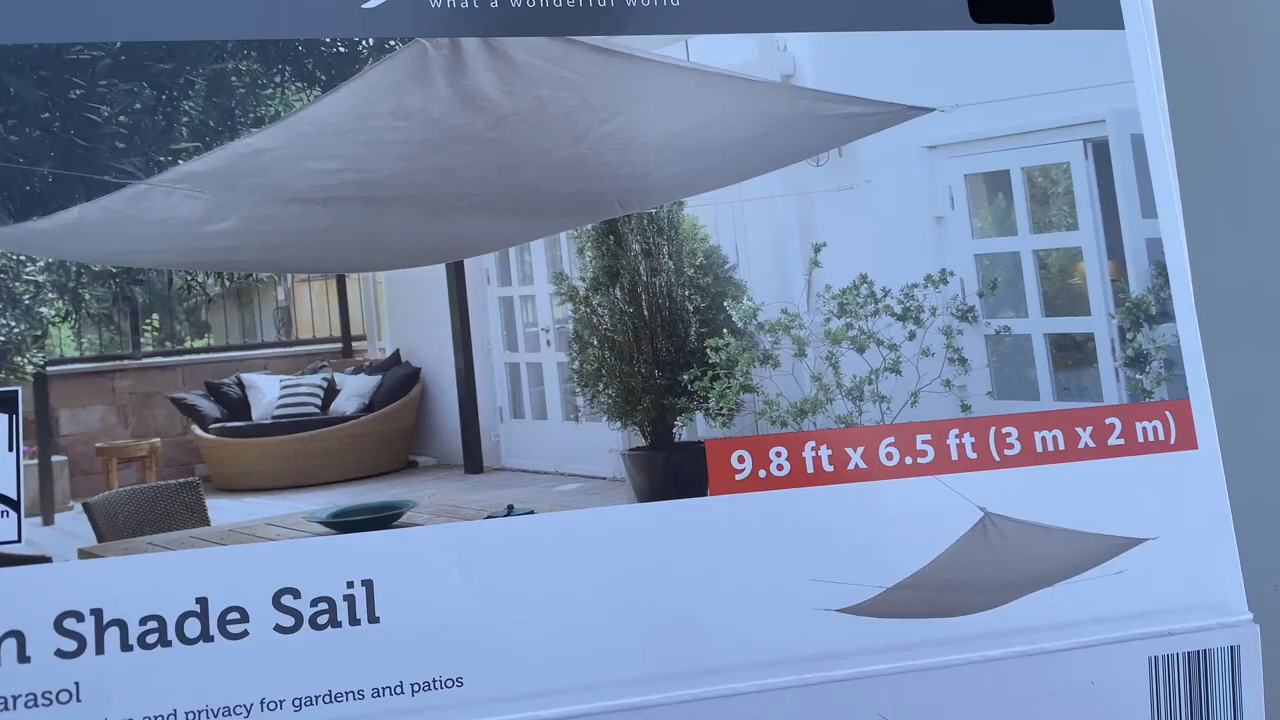 what a wonderful world
9.8 ft x 6.5 ft (3 m x 2 m)
n
n Shade Sail
arasol
and privacy for gardens and patios